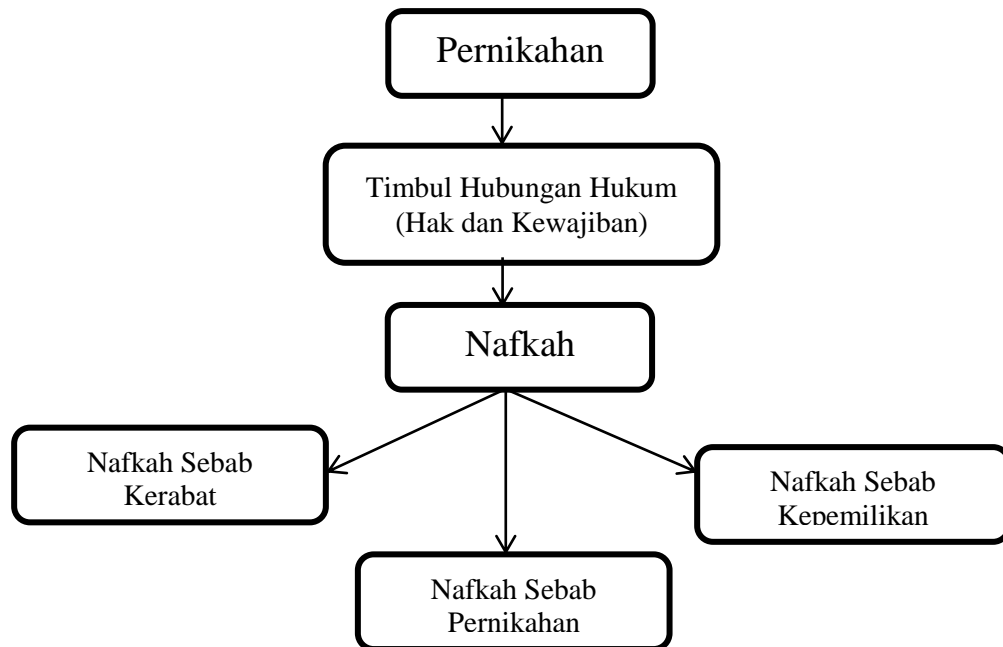 Pernikahan
Timbul Hubungan Hukum
(Hak dan Kewajiban)
Nafkah
Nafkah Sebab
Kerabat
Nafkah Sebab
Kepemilikan
Nafkah Sebab
Pernikahan